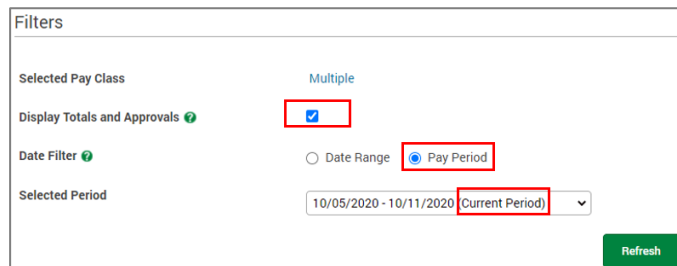 Filters
Selected Pay Class Multiple
Display Totals and Approvals ?
Date Filter ? Date Range Pay Period
Selected Period 10/05/2020 - 10/11/2020 (Current Period)
Refresh